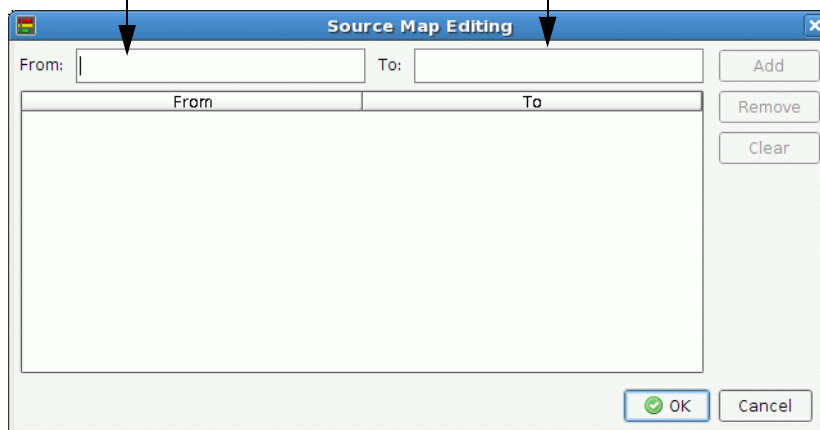 Source Map Editing
From: To: Add
From To Remove
Clear
OK Cancel